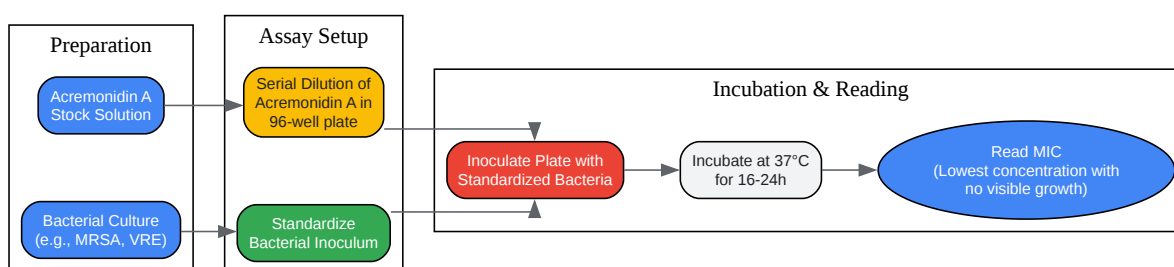 Preparation
Acremonidin A
Stock Solution
Bacterial Culture
(e.g., MRSA, VRE)
Assay Setup
Serial Dilution of
Acremonidin A in
96-well plate
Standardize
Bacterial Inoculum
Incubation & Reading
Inoculate Plate with
Standardized Bacteria
Incubate at 37°C
for 16-24h
Read MIC
(Lowest concentration with
no visible growth)